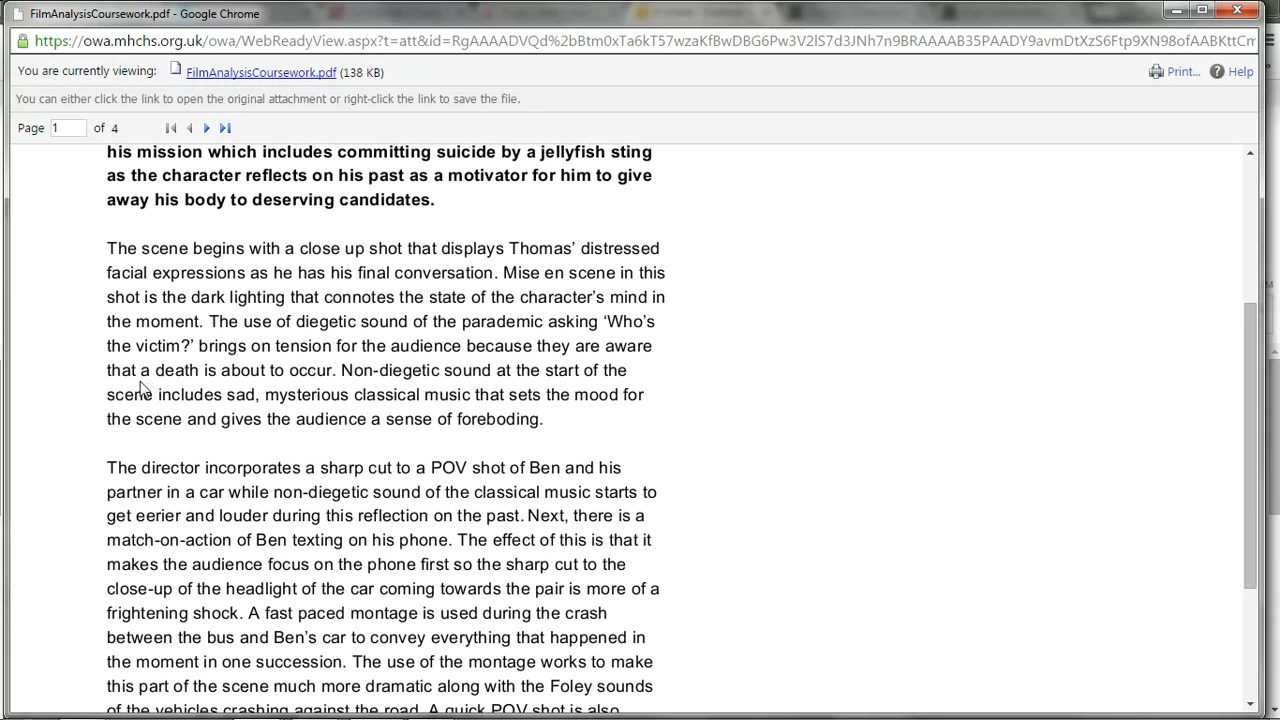 FilmAnalysisCoursework.pdf - Google Chrome
https://owa.mhchs.org.uk/owa/WebReadyView.aspx?t=att&id=RgAAAADVQd%2bBtm0xTa6kT57wzaKfBwDBG6Pw3V2lS7d3JNh7n9BRAAAAB35PAADY9avmDtXzS6Ftp9XN98ofAABKttCm
You are currently viewing: FilmAnalysisCoursework.pdf (138 KB) Print... Help
You can either click the link to open the original attachment or right-click the link to save the file.
Page 1 of 4
his mission which includes committing suicide by a jellyfish sting
as the character reflects on his past as a motivator for him to give
away his body to deserving candidates.
The scene begins with a close up shot that displays Thomas' distressed
facial expressions as he has his final conversation. Mise en scene in this
shot is the dark lighting that connotes the state of the character's mind in
the moment. The use of diegetic sound of the parademic asking 'Who's
the victim?' brings on tension for the audience because they are aware
that a death is about to occur. Non-diegetic sound at the start of the
scene includes sad, mysterious classical music that sets the mood for
the scene and gives the audience a sense of foreboding.
The director incorporates a sharp cut to a POV shot of Ben and his
partner in a car while non-diegetic sound of the classical music starts to
get eerier and louder during this reflection on the past. Next, there is a
match-on-action of Ben texting on his phone. The effect of this is that it
makes the audience focus on the phone first so the sharp cut to the
close-up of the headlight of the car coming towards the pair is more of a
frightening shock. A fast paced montage is used during the crash
between the bus and Ben's car to convey everything that happened in
the moment in one succession. The use of the montage works to make
this part of the scene much more dramatic along with the Foley sounds
of the vehicles crashing against the road. A quick POV shot is also